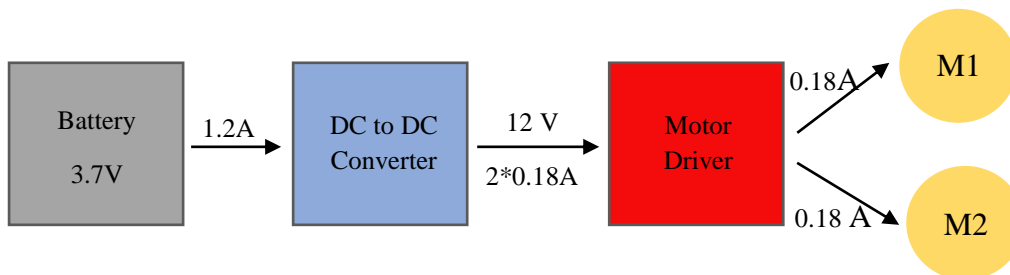 Battery
3.7V
1.2A
DC to DC
Converter
12 V
2*0.18A
Motor
Driver
0.18A
M1
0.18 A
M2